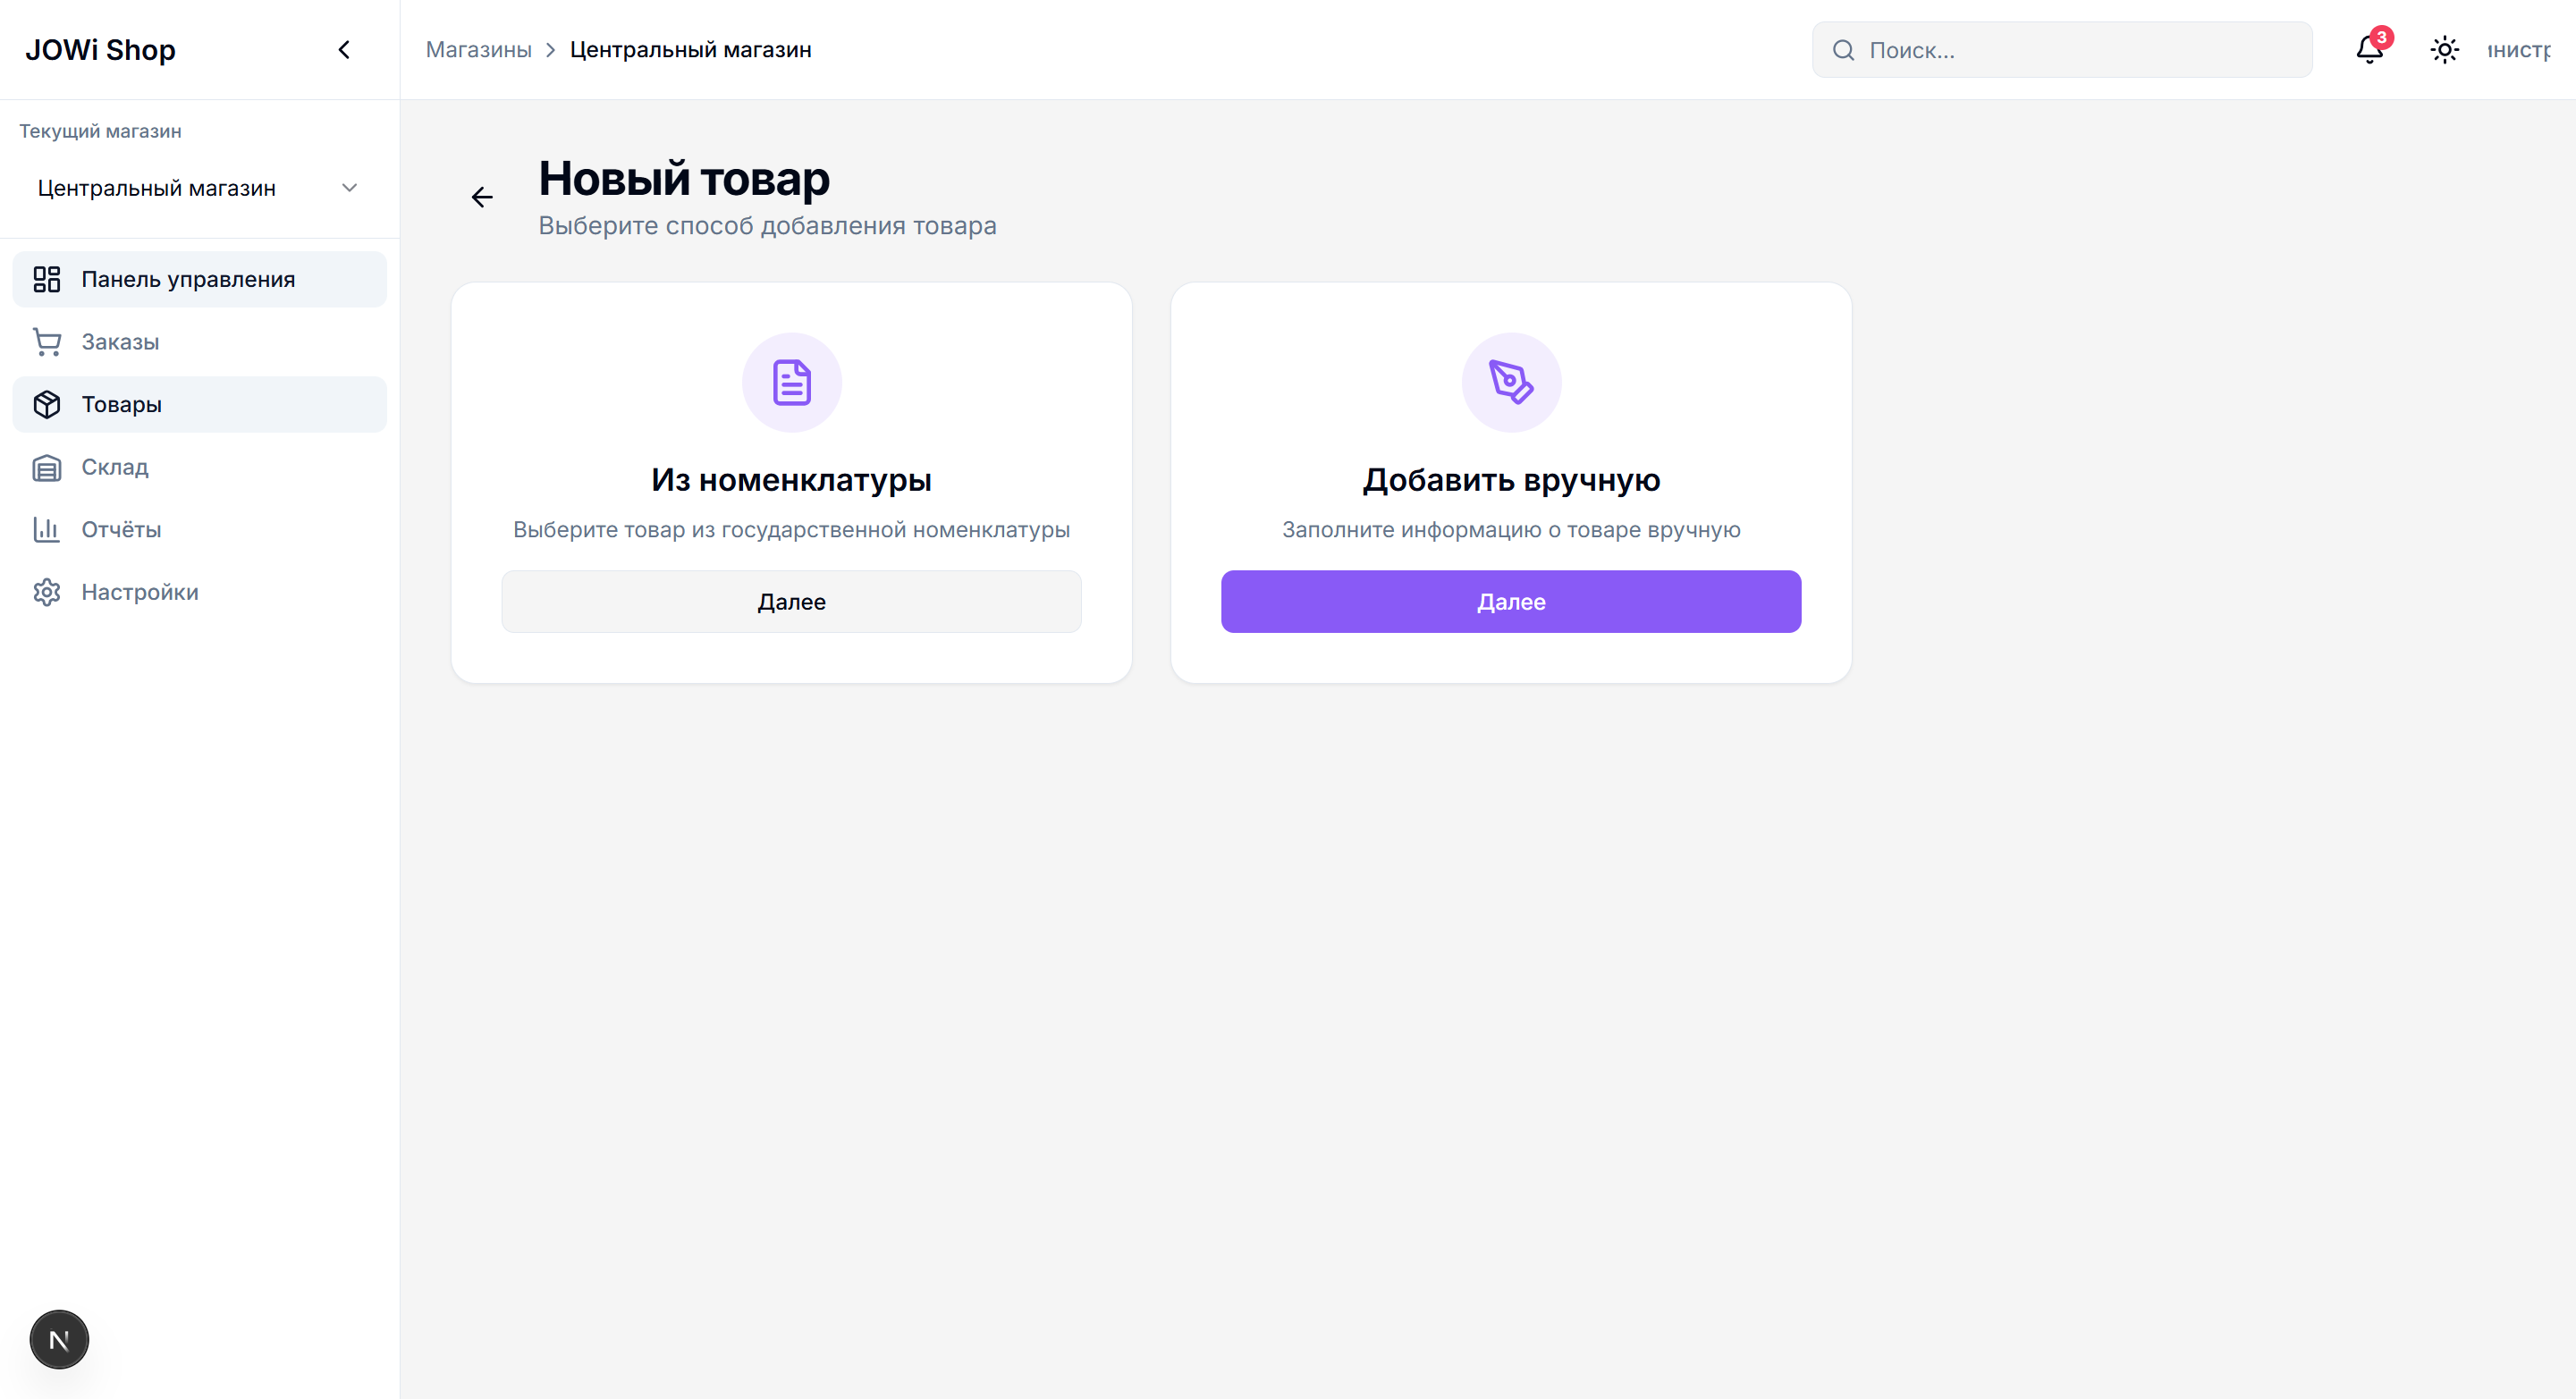 JOWi Shop
Магазины
Центральный магазин
Поиск...
3
Текущий магазин
Центральный магазин
Панель управления
Заказы
Товары
Склад
Отчёты
Настройки
Новый товар
Выберите способ добавления товара
Из номенклатуры
Выберите товар из государственной номенклатуры
Далее
Добавить вручную
Заполните информацию о товаре вручную
Далее
N